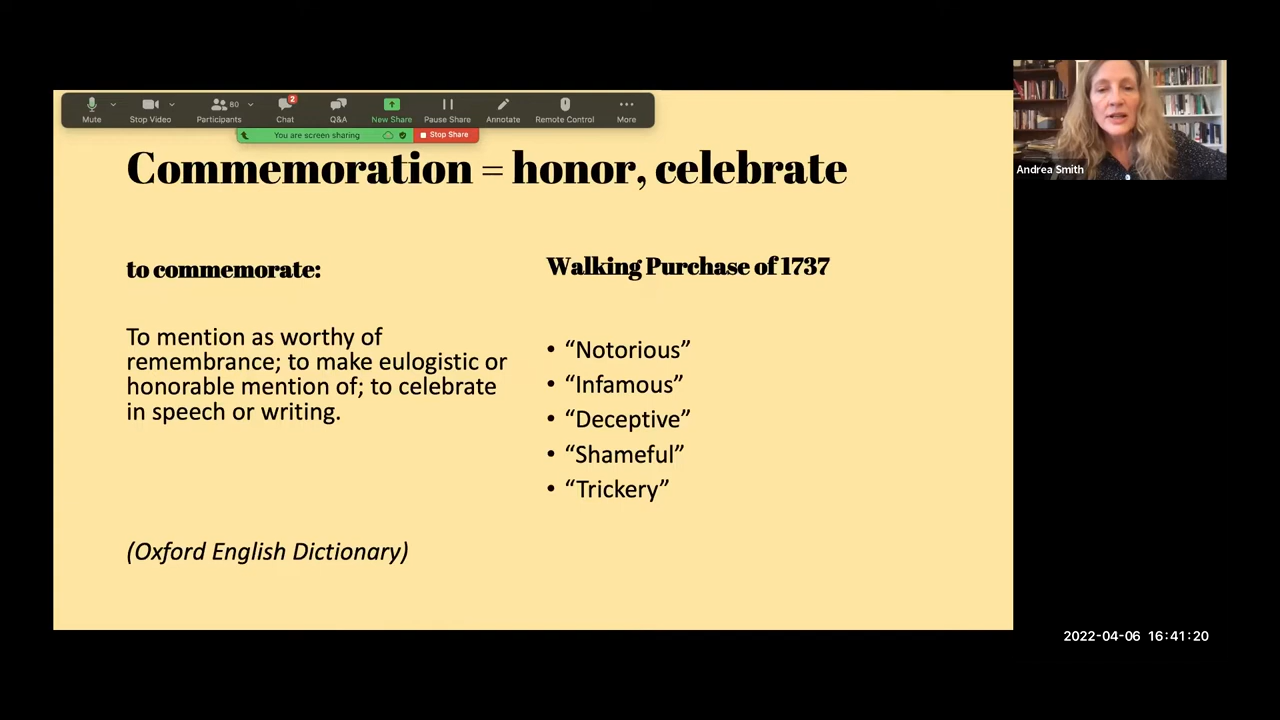 80
2
Mute
Stop Video
Participants
Chat
Q&A
New Share
Pause Share
Annotate
Remote Control
More
You are screen sharing
Stop Share
Commemoration = honor, celebrate
to commemorate:
To mention as worthy of
remembrance; to make eulogistic or
honorable mention of; to celebrate
in speech or writing.
(Oxford English Dictionary)
Walking Purchase of 1737
• “Notorious”
• “Infamous”
• “Deceptive”
• “Shameful”
• “Trickery”
Andrea Smith
2022-04-06 16:41:20